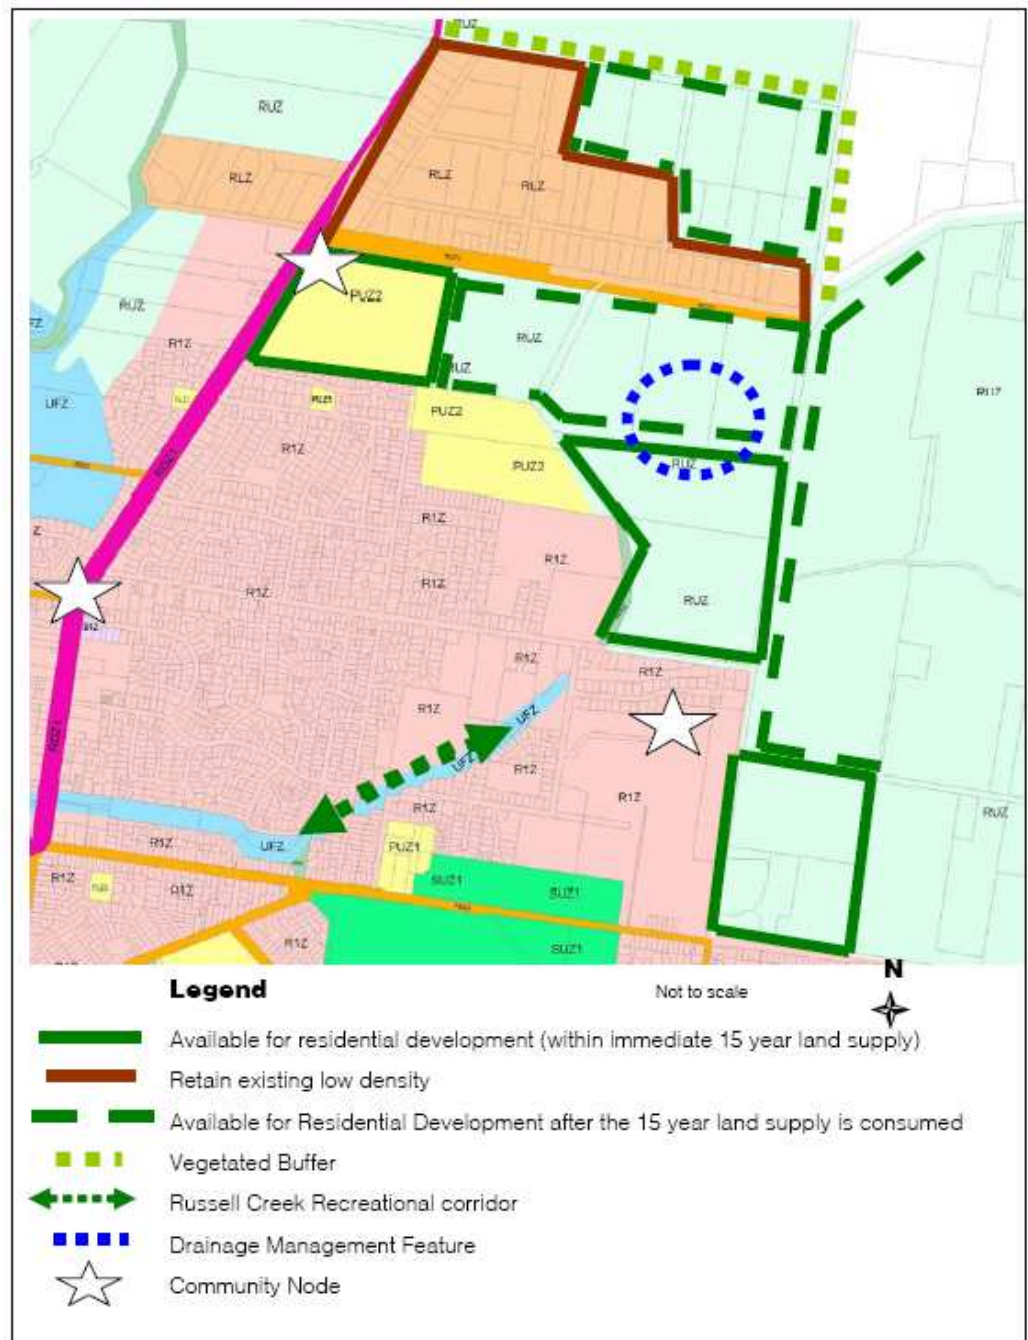 RUZ
RUZ
RLZ
RLZ
RLZ
PUZ2
RUZ
RUZ
R1Z
RUZ
UFZ
PUZ1
PUZ2
R1Z
PUZ2
RUZ
R1Z
R1Z
R1Z
R1Z
RUZ
R1Z
R1Z
R1Z
UFZ
UFZ
R1Z
R1Z
R1Z
RUZ
R1Z
UFZ
PUZ1
R1Z
R1Z
SUZ1
SUZ1
R1Z
SUZ1
N
Legend
Not to scale
Available for residential development (within immediate 15 year land supply)
Retain existing low density
Available for Residential Development after the 15 year land supply is consumed
Vegetated Buffer
Russell Creek Recreational corridor
Drainage Management Feature
Community Node